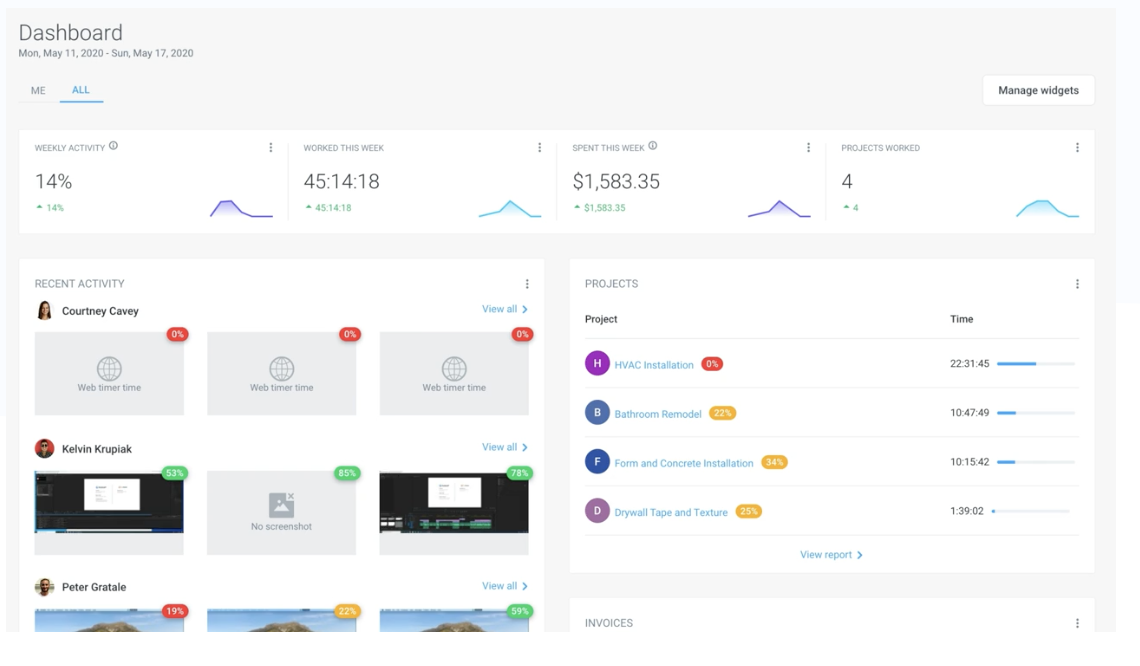 Dashboard
Mon, May 11, 2020 - Sun, May 17, 2020
ME ALL
Manage widgets
WEEKLY ACTIVITY
14%
14%
WORKED THIS WEEK
45:14:18
45:14:18
SPENT THIS WEEK
$1,583.35
$1,583.35
PROJECTS WORKED
4
4
RECENT ACTIVITY
Courtney Cavey
View all
0% 0% 0%
Web timer time Web timer time Web timer time
Kelvin Krupiak
View all
53% 85% 78%
No screenshot
Peter Gratale
View all
19% 22% 59%
PROJECTS
Project Time
H HVAC Installation 0% 22:31:45
B Bathroom Remodel 22% 10:47:49
F Form and Concrete Installation 34% 10:15:42
D Drywall Tape and Texture 25% 1:39:02
View report
INVOICES